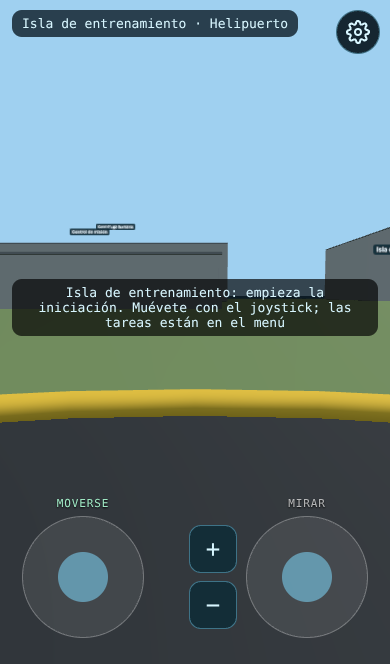 Isla de entrenamiento · Helipuerto
Isla
Isla de entrenamiento: empieza la
iniciación. Muévete con el joystick; las
tareas están en el menú
MOVERSE
MIRAR
+
−